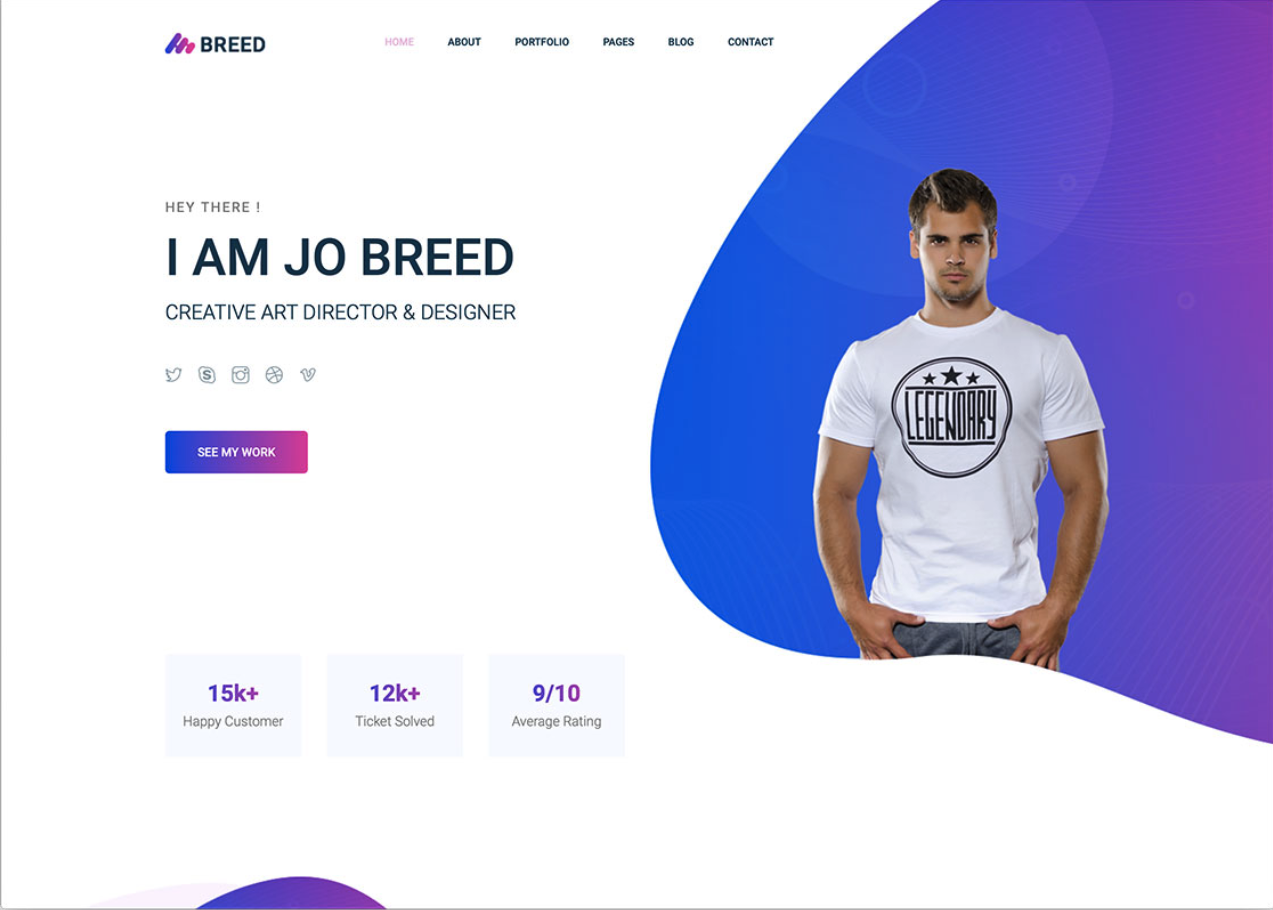 BREED
HOME ABOUT PORTFOLIO PAGES BLOG CONTACT
HEY THERE !
I AM JO BREED
CREATIVE ART DIRECTOR & DESIGNER
SEE MY WORK
LEGENDARY
15k+ 12k+ 9/10
Happy Customer Ticket Solved Average Rating